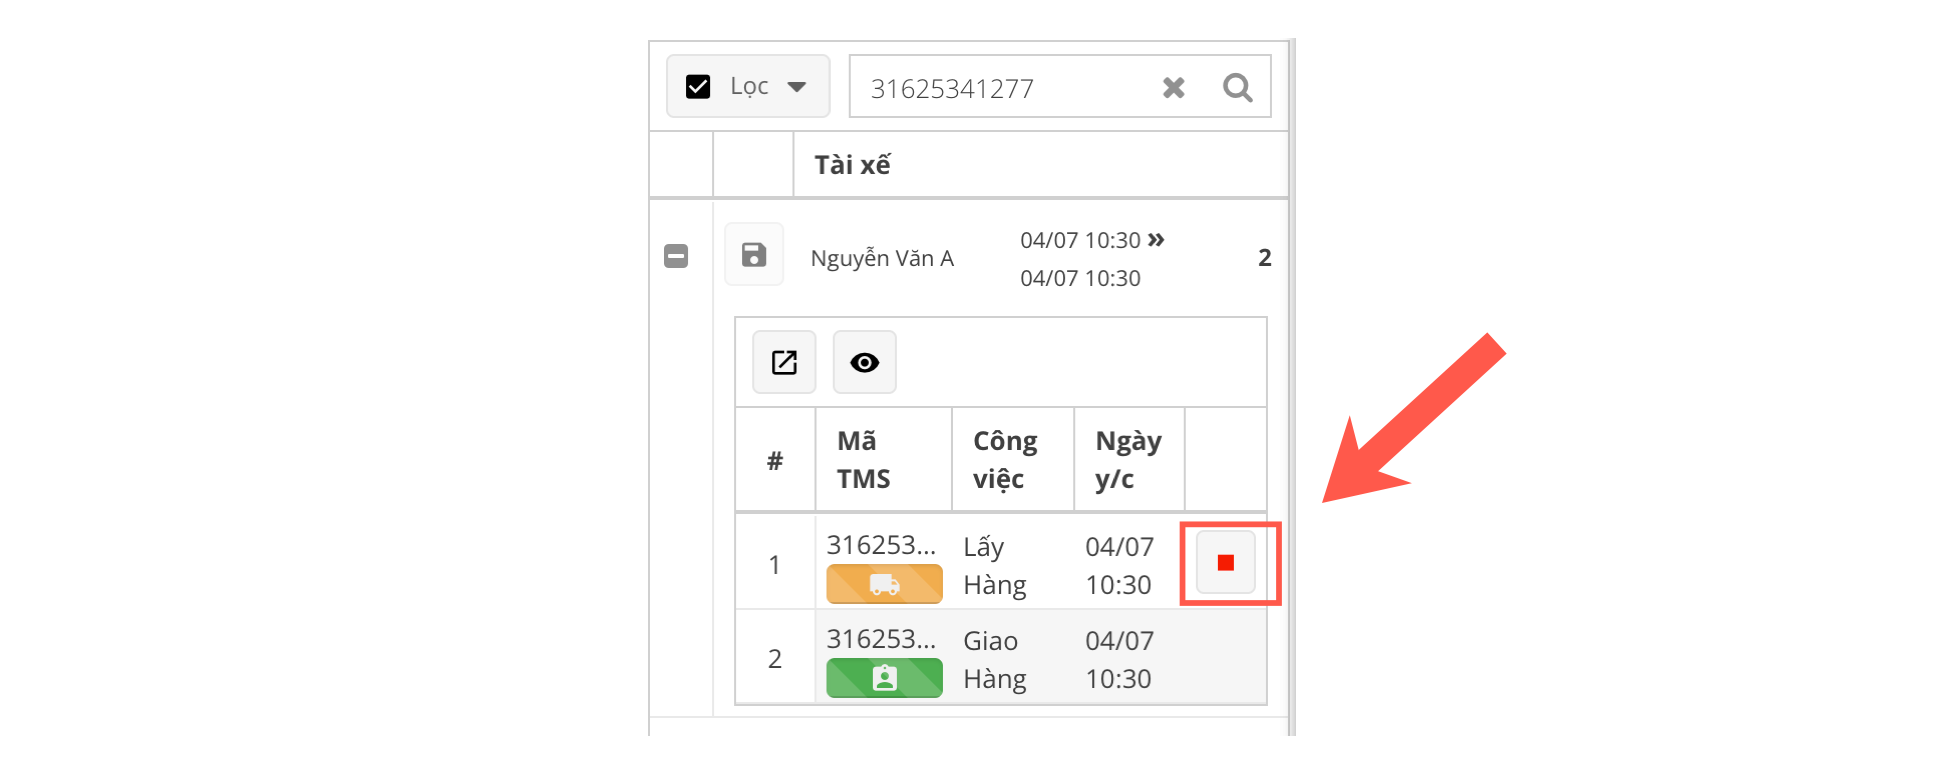 Lọc
31625341277
Tài xế
Nguyễn Văn A
04/07 10:30 »
04/07 10:30
2
#
Mã TMS
Công việc
Ngày y/c
1
316253...
Lấy Hàng
04/07 10:30
2
316253...
Giao Hàng
04/07 10:30